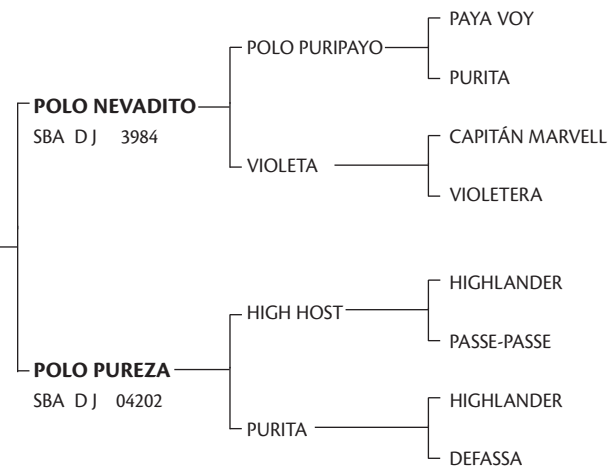 PAYA VOY
POLO PURIPAYO
PURITA
POLO NEVADITO
SBA D J 3984
CAPITÁN MARVELL
VIOLETA
VIOLETERA
HIGHLANDER
HIGH HOST
PASSE-PASSE
POLO PUREZA
SBA D J 04202
HIGHLANDER
PURITA
DEFASSA